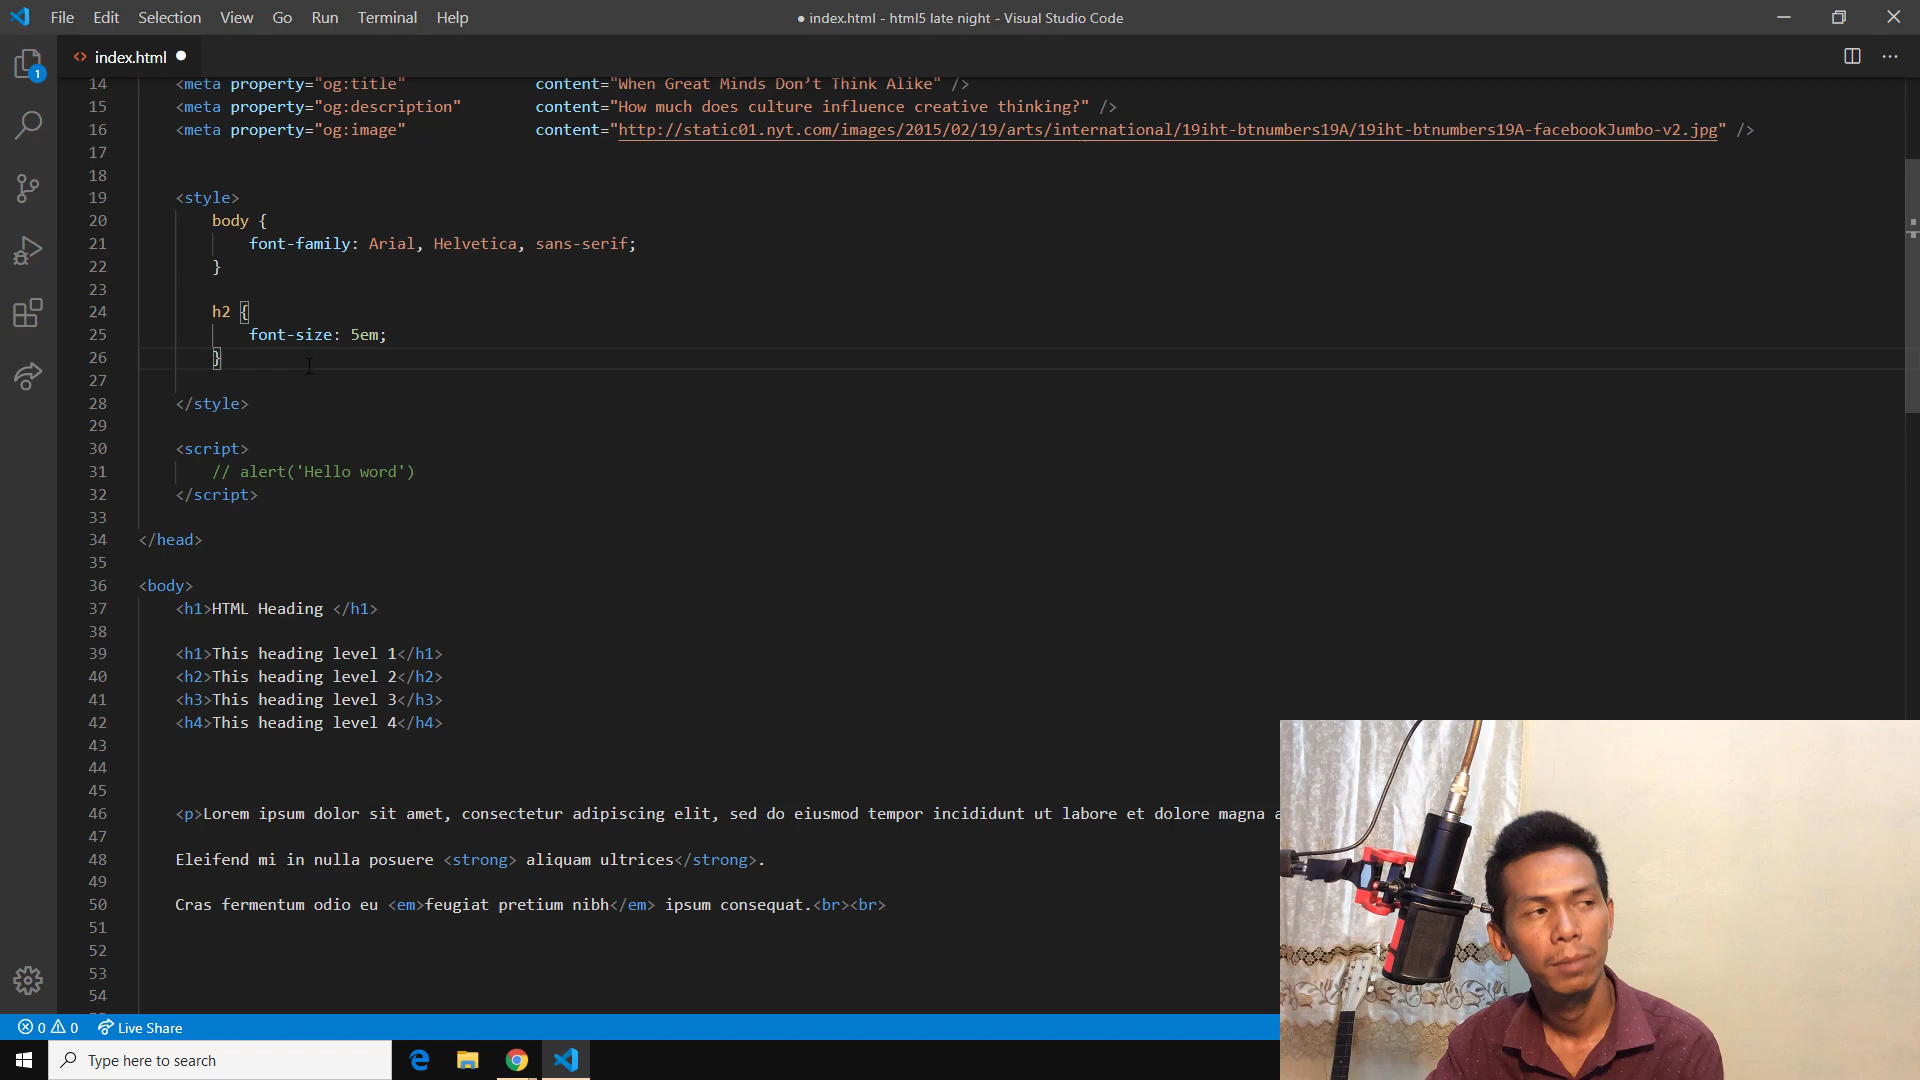 File Edit Selection View Go Run Terminal Help
● index.html - html5 late night - Visual Studio Code
<> index.html ●
1
14 <meta property="og:title" content="When Great Minds Don’t Think Alike" />
15 <meta property="og:description" content="How much does culture influence creative thinking?" />
16 <meta property="og:image" content="http://static01.nyt.com/images/2015/02/19/arts/international/19iht-btnumbers19A/19iht-btnumbers19A-facebookJumbo-v2.jpg" />
17
18
19 <style>
20 body {
21 font-family: Arial, Helvetica, sans-serif;
22 }
23
24 h2 {
25 font-size: 5em;
26 }
27
28 </style>
29
30 <script>
31 // alert('Hello word')
32 </script>
33
34 </head>
35
36 <body>
37 <h1>HTML Heading </h1>
38
39 <h1>This heading level 1</h1>
40 <h2>This heading level 2</h2>
41 <h3>This heading level 3</h3>
42 <h4>This heading level 4</h4>
43
44
45
46 <p>Lorem ipsum dolor sit amet, consectetur adipiscing elit, sed do eiusmod tempor incididunt ut labore et dolore magna a
47
48 Eleifend mi in nulla posuere <strong> aliquam ultrices</strong>.
49
50 Cras fermentum odio eu <em>feugiat pretium nibh</em> ipsum consequat.<br><br>
51
52
53
54
0 0 Live Share
Type here to search